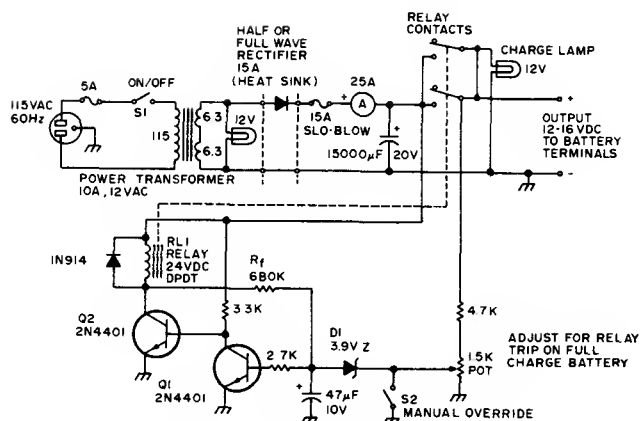 HALF OR
FULL WAVE
RECTIFIER
15A
(HEAT SINK)
RELAY
CONTACTS
CHARGE LAMP
12V
5A
ON/OFF
S1
115VAC
60Hz
115
6.3
6.3
12V
25A
+
A
15A
SLO-BLOW
+
15000µF
20V
+
OUTPUT
12-16 VDC
TO BATTERY
TERMINALS
-
POWER TRANSFORMER
10A, 12VAC
1N914
RL1
RELAY
24VDC
DPDT
Rf
680K
3.3K
4.7K
Q2
2N4401
Q1
2N4401
2.7K
D1
3.9V Z
1.5K
POT
ADJUST FOR RELAY
TRIP ON FULL
CHARGE BATTERY
+
47µF
10V
S2
MANUAL OVERRIDE